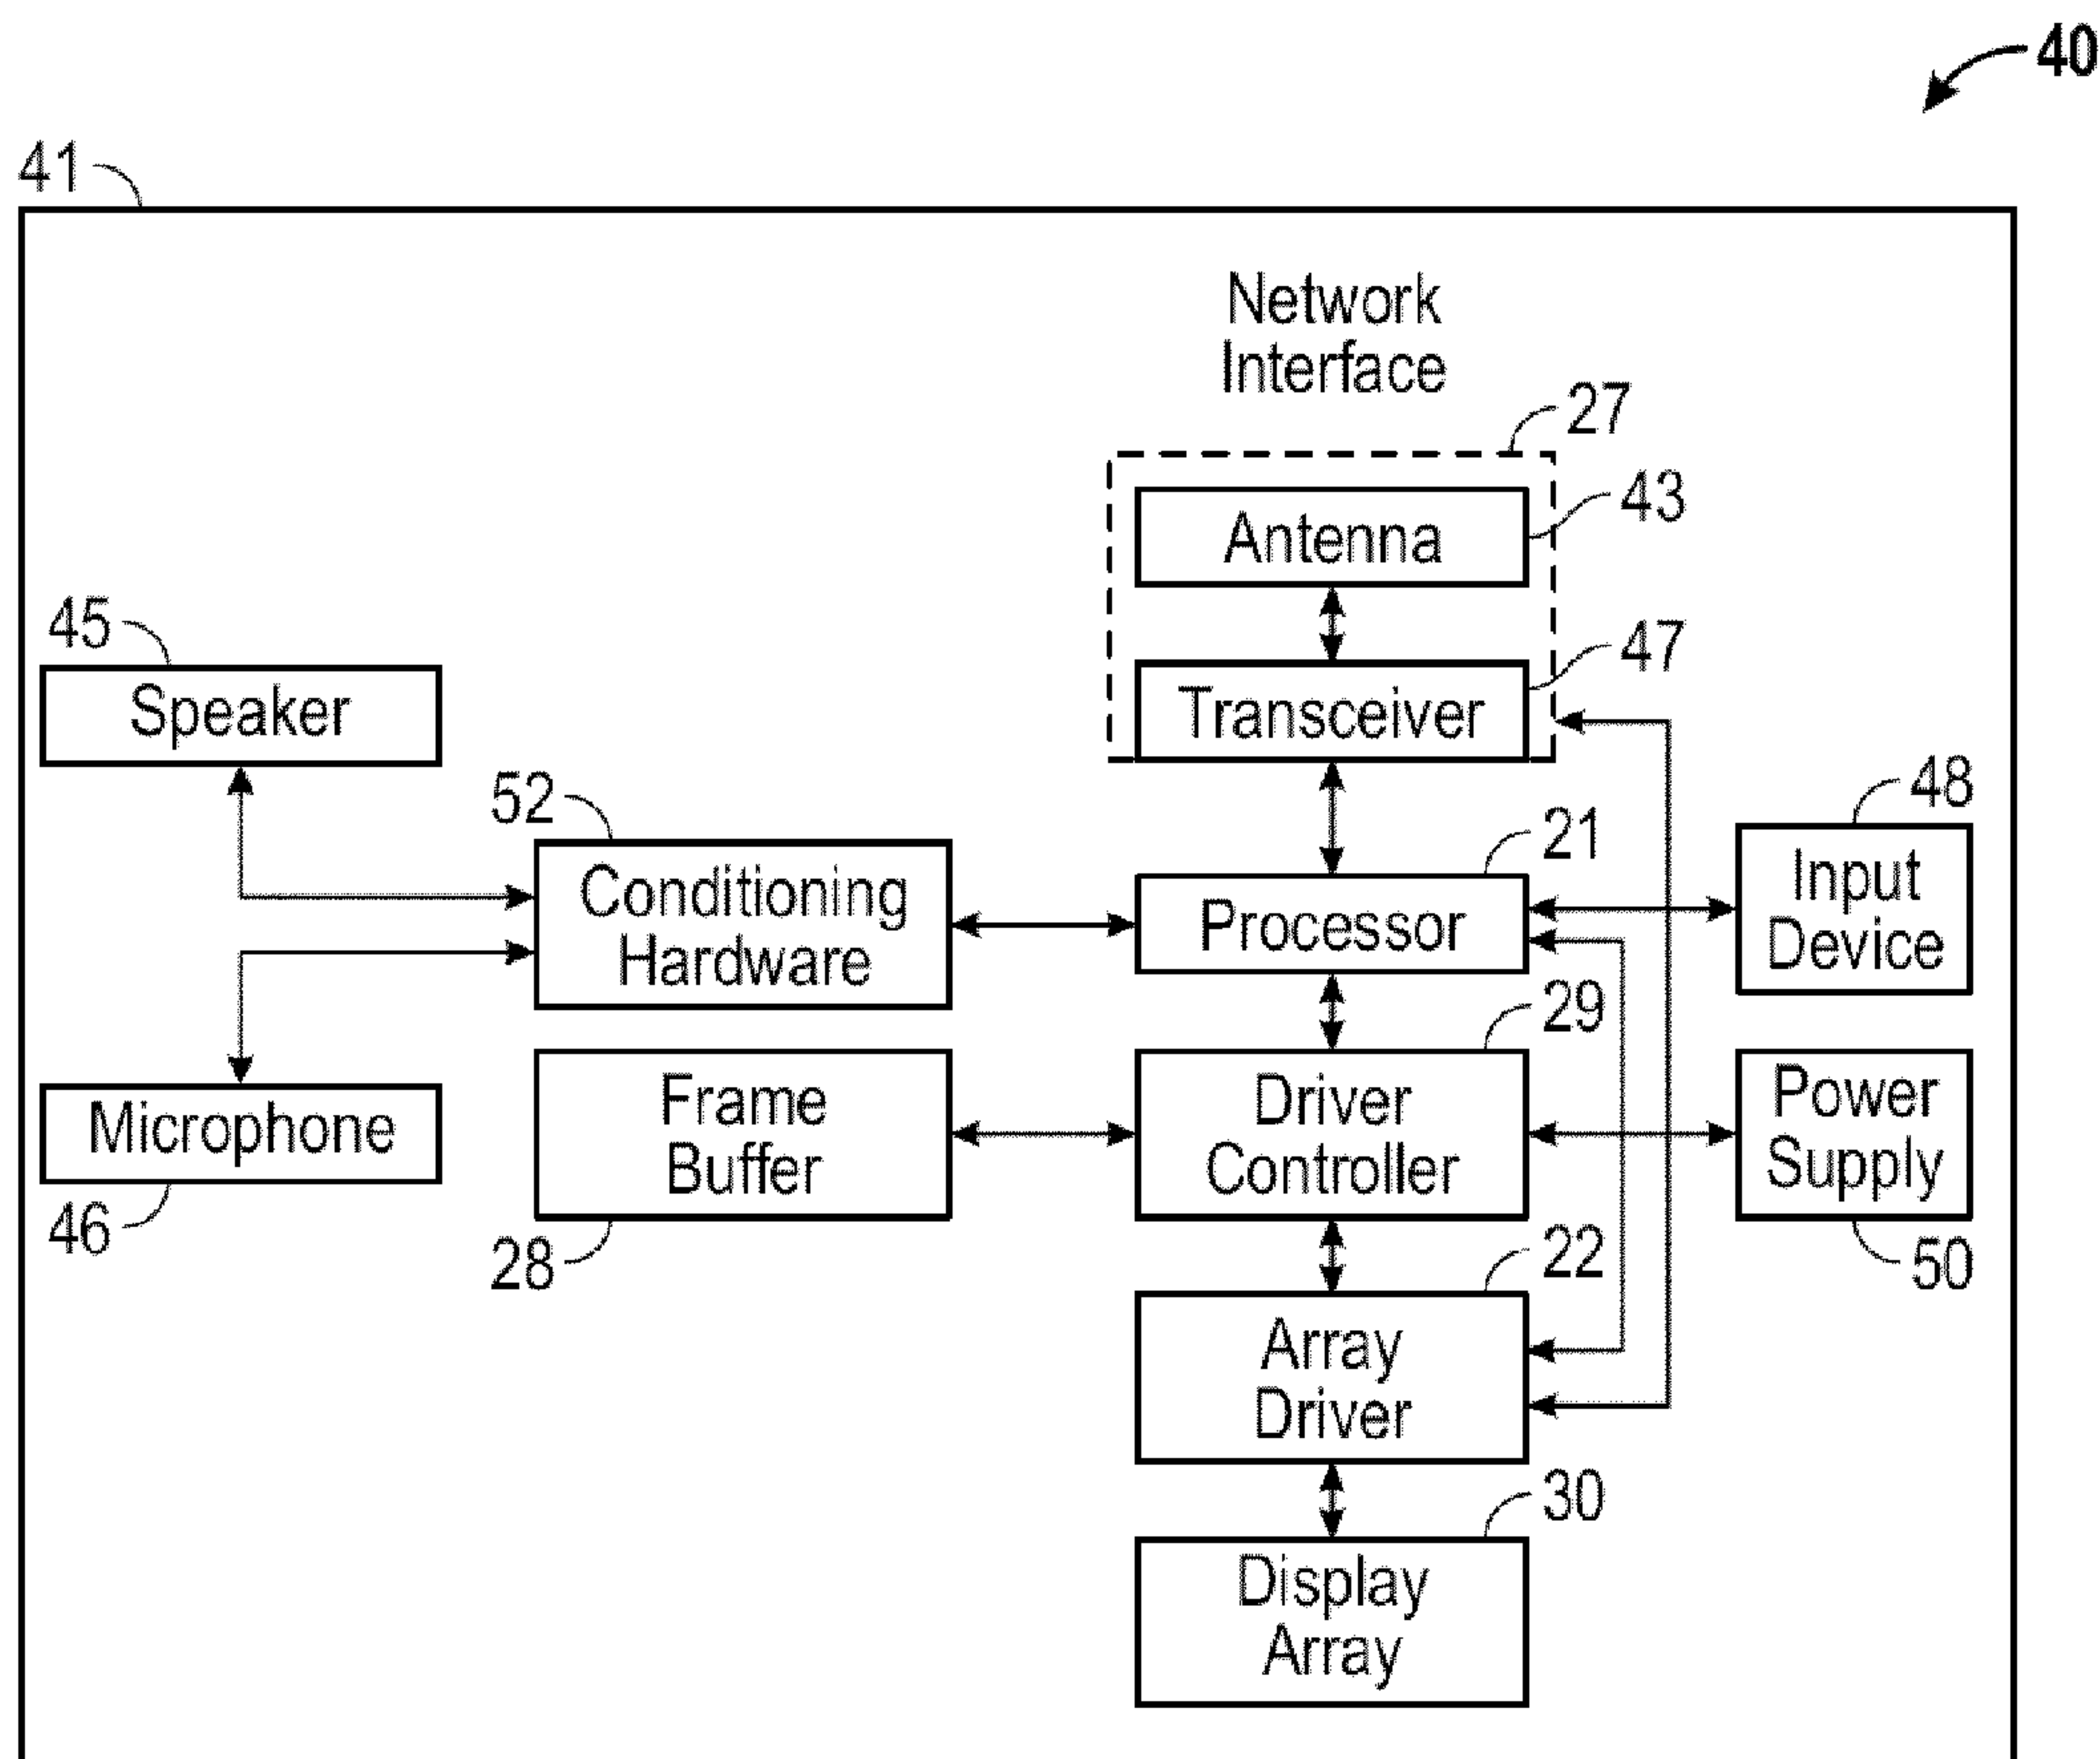 40
41
Network
Interface
27
43
Antenna
45
47
Speaker
Transceiver
52
48
21
Conditioning
Hardware
Processor
Input
Device
29
Microphone
Frame
Buffer
Driver
Controller
Power
Supply
46
28
22
50
Array
Driver
30
Display
Array